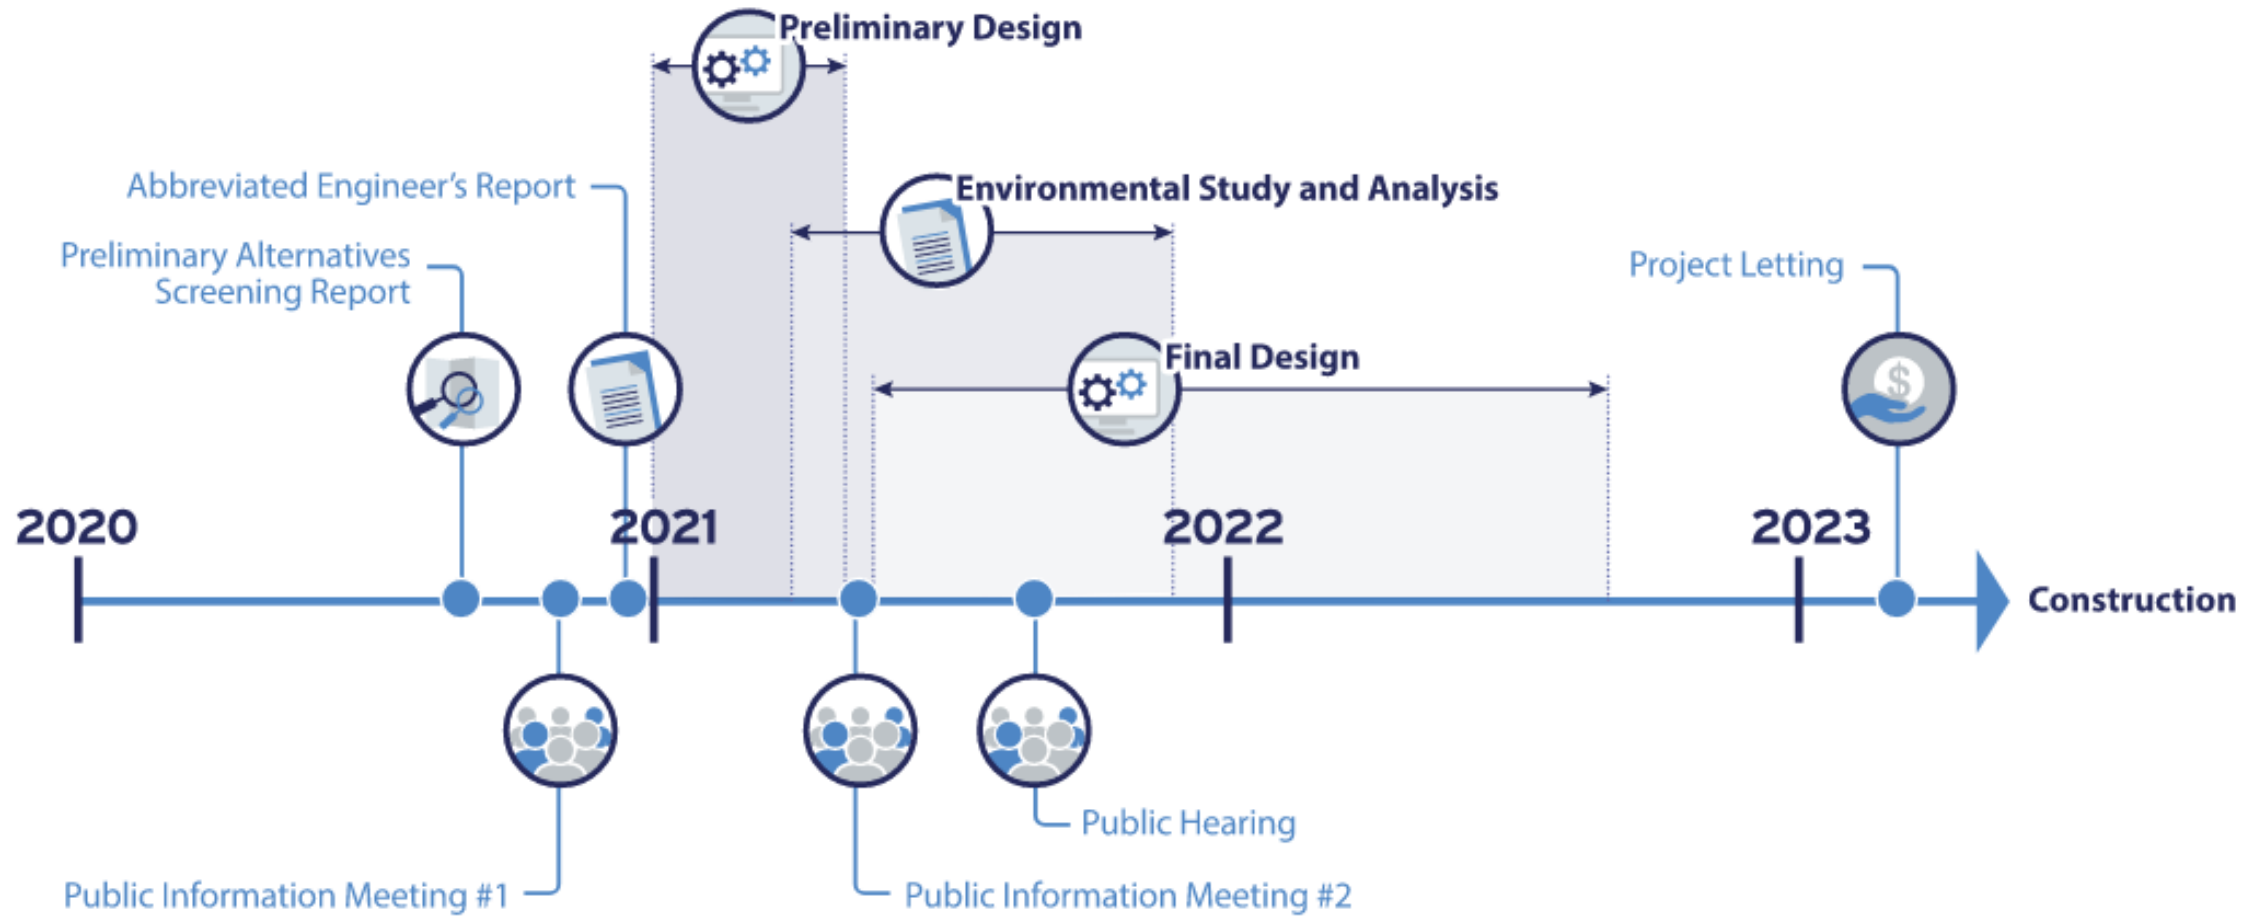 Preliminary Design
Abbreviated Engineer's Report
Environmental Study and Analysis
Preliminary Alternatives
Screening Report
Project Letting
Final Design
$
2020
2021
2022
2023
Construction
Public Hearing
Public Information Meeting #1
Public Information Meeting #2